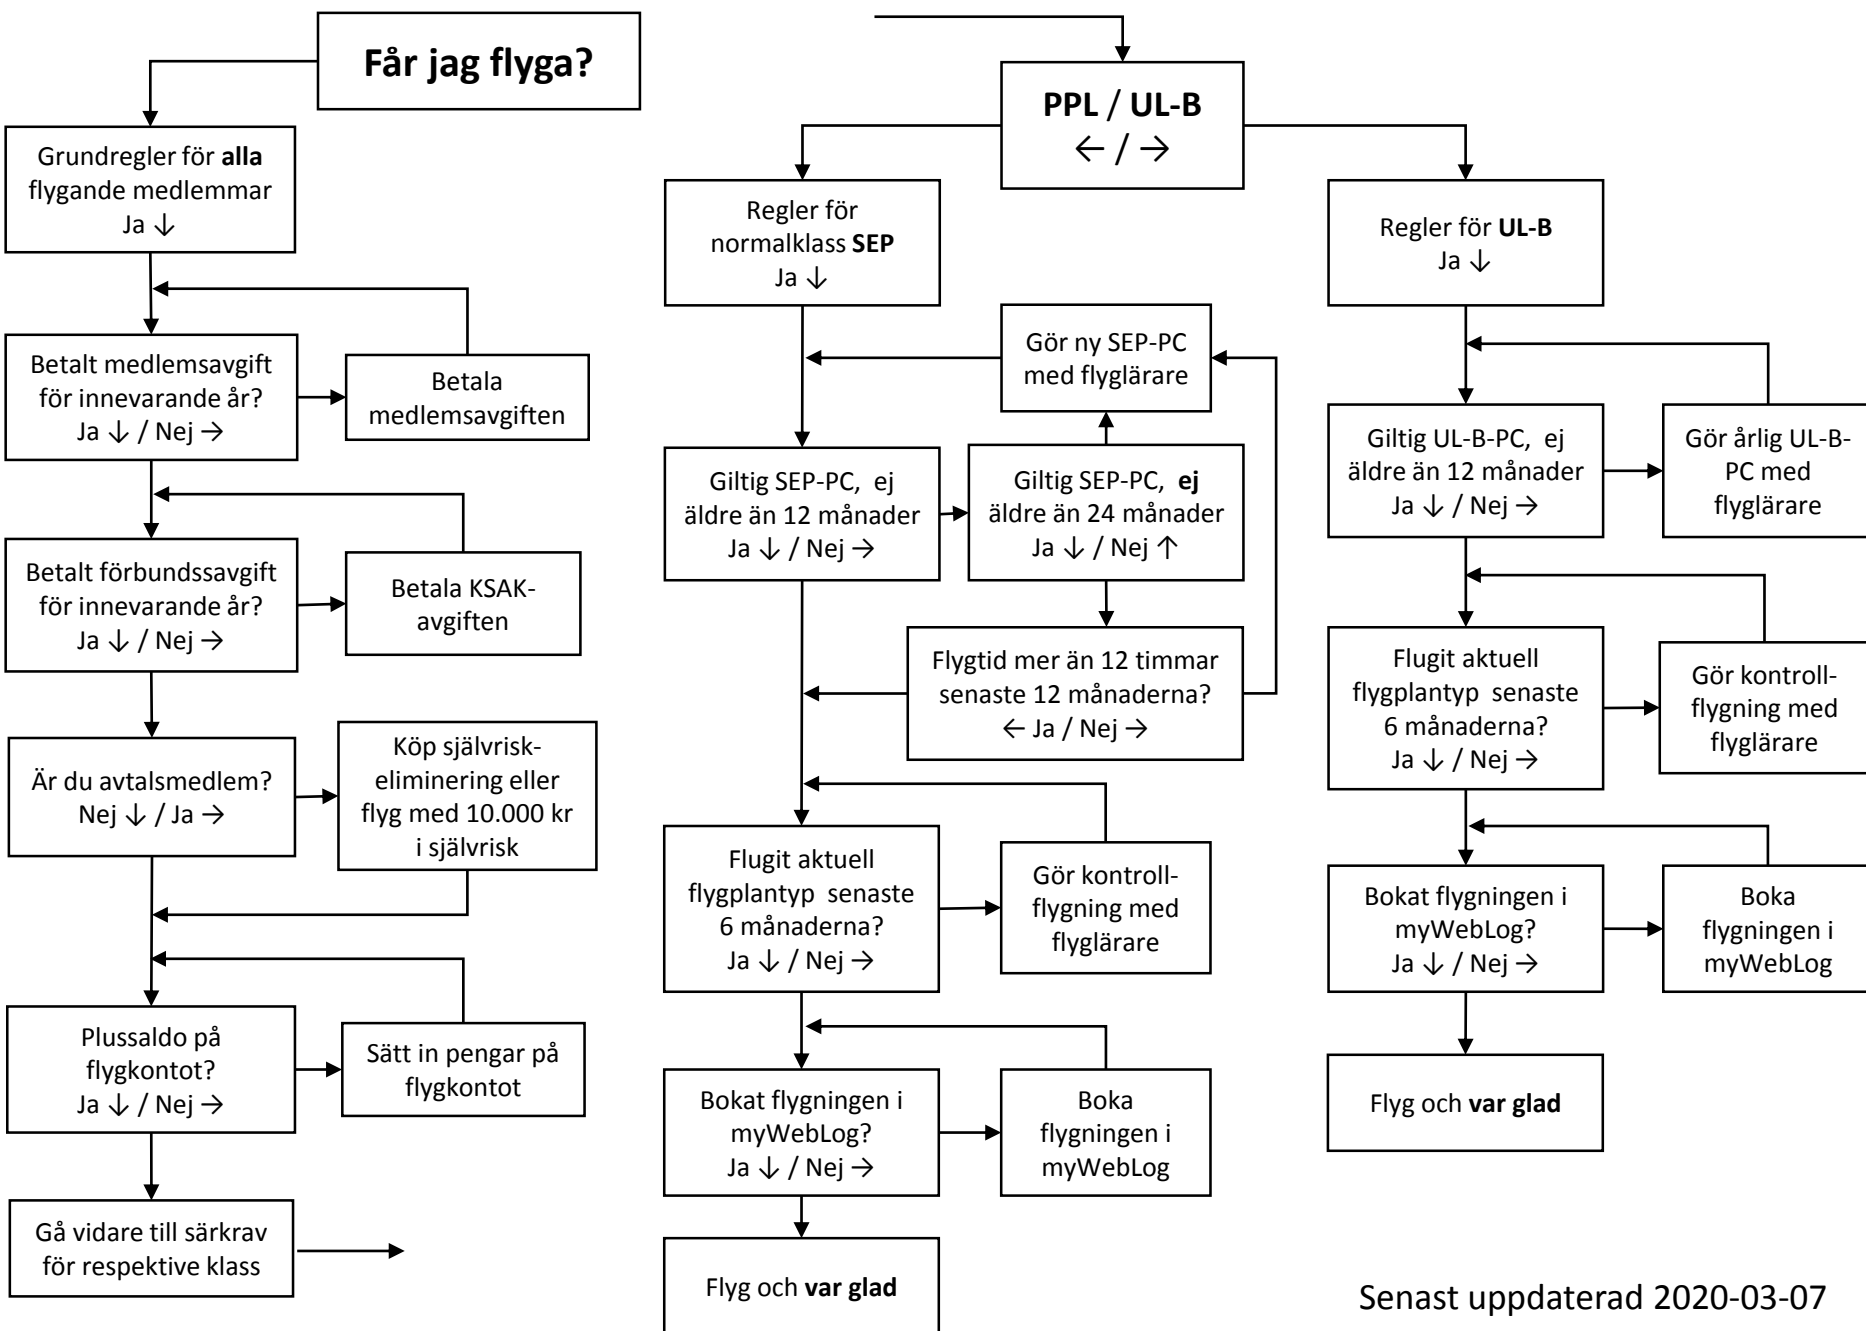 Får jag flyga?
Grundregler för alla
flygande medlemmar
Ja ↓
Betalt medlemsavgift
för innevarande år?
Ja ↓ / Nej →
Betala
medlemsavgiften
Betalt förbundssavgift
för innevarande år?
Ja ↓ / Nej →
Betala KSAK-
avgiften
Är du avtalsmedlem?
Nej ↓ / Ja →
Köp självrisk-
eliminering eller
flyg med 10.000 kr
i självrisk
Plussaldo på
flygkontot?
Ja ↓ / Nej →
Sätt in pengar på
flygkontot
Gå vidare till särkrav
för respektive klass
PPL / UL-B
← / →
Regler för
normalklass SEP
Ja ↓
Gör ny SEP-PC
med flyglärare
Giltig SEP-PC, ej
äldre än 12 månader
Ja ↓ / Nej →
Giltig SEP-PC, ej
äldre än 24 månader
Ja ↓ / Nej ↑
Flygtid mer än 12 timmar
senaste 12 månaderna?
← Ja / Nej →
Flugit aktuell
flygplantyp senaste
6 månaderna?
Ja ↓ / Nej →
Gör kontroll-
flygning med
flyglärare
Bokat flygningen i
myWebLog?
Ja ↓ / Nej →
Boka
flygningen i
myWebLog
Flyg och var glad
Regler för UL-B
Ja ↓
Giltig UL-B-PC, ej
äldre än 12 månader
Ja ↓ / Nej →
Gör årlig UL-B-
PC med
flyglärare
Flugit aktuell
flygplantyp senaste
6 månaderna?
Ja ↓ / Nej →
Gör kontroll-
flygning med
flyglärare
Bokat flygningen i
myWebLog?
Ja ↓ / Nej →
Boka
flygningen i
myWebLog
Flyg och var glad
Senast uppdaterad 2020-03-07